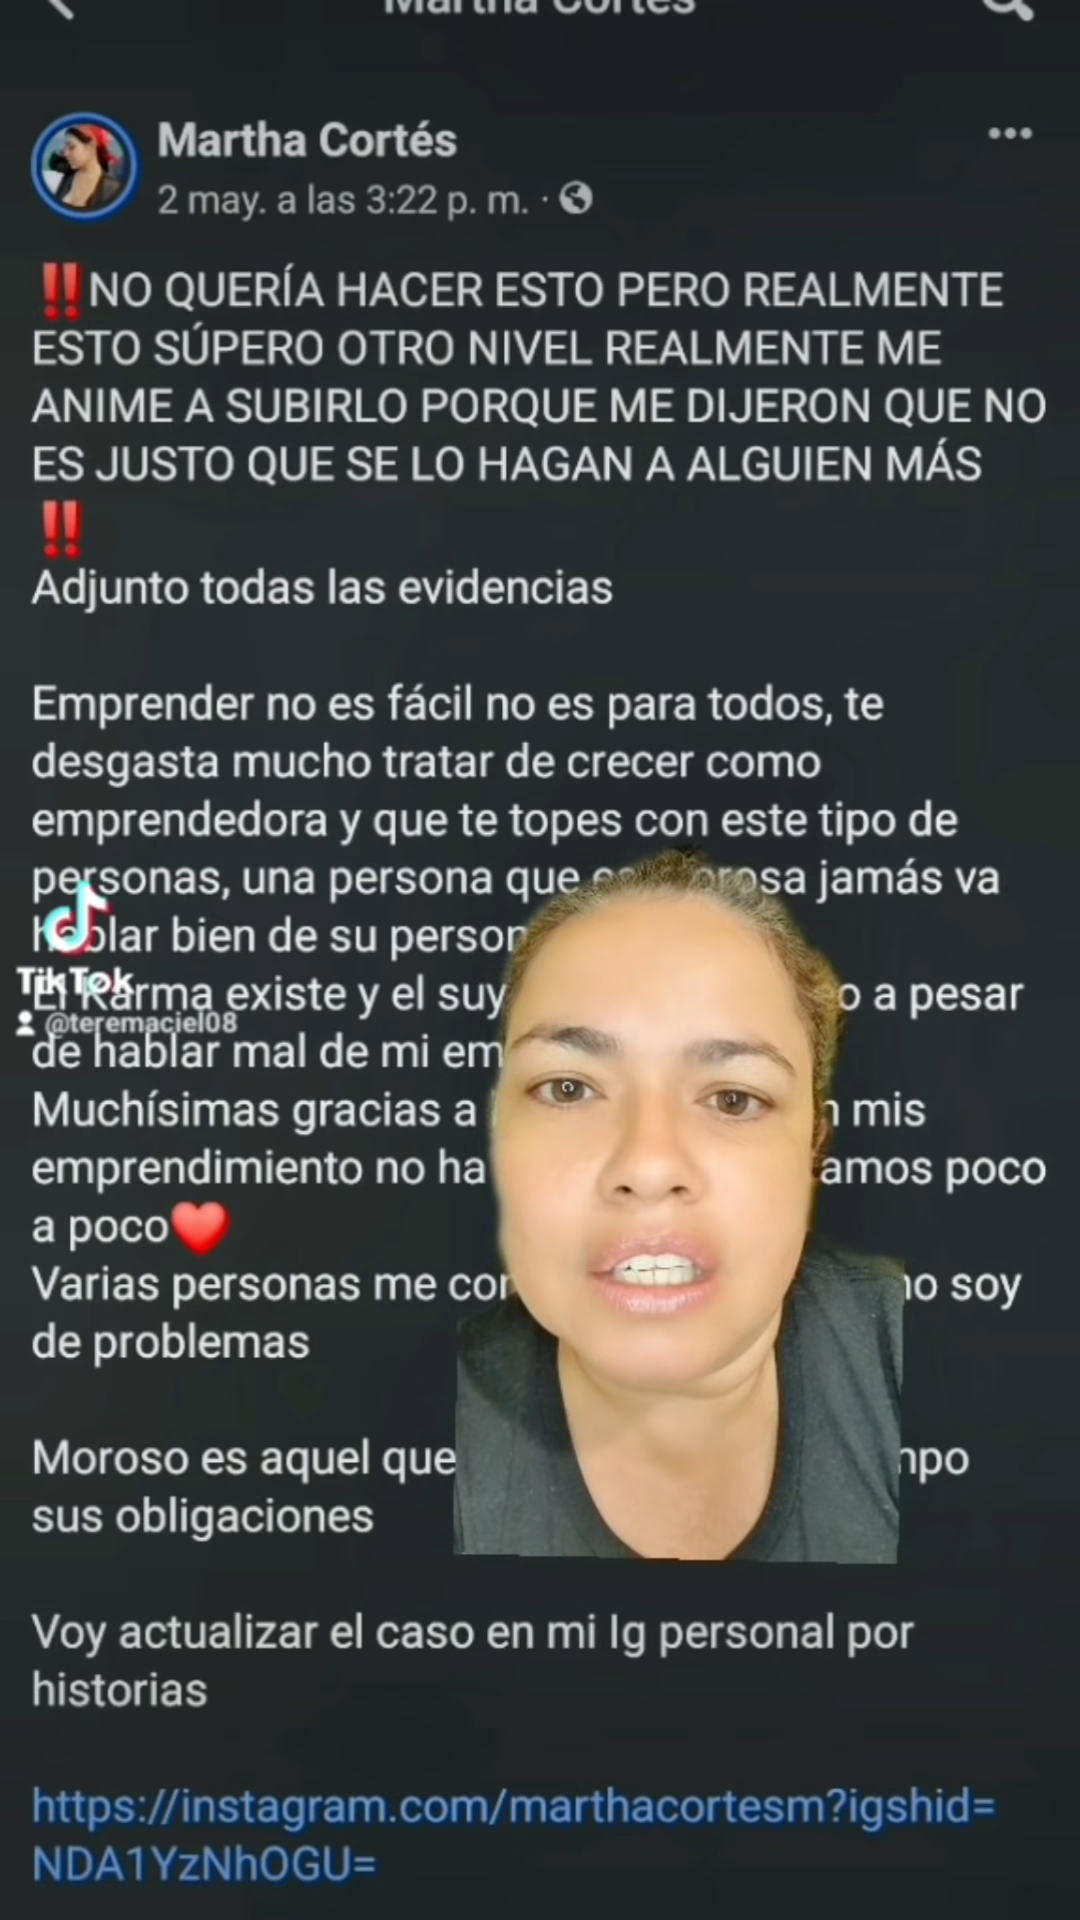 Martha Cortés
Martha Cortés
2 may. a las 3:22 p. m. ·
‼️NO QUERÍA HACER ESTO PERO REALMENTE
ESTO SÚPERO OTRO NIVEL REALMENTE ME
ANIME A SUBIRLO PORQUE ME DIJERON QUE NO
ES JUSTO QUE SE LO HAGAN A ALGUIEN MÁS
‼️
Adjunto todas las evidencias
Emprender no es fácil no es para todos, te
desgasta mucho tratar de crecer como
emprendedora y que te topes con este tipo de
personas, una persona que jamás va
hablar bien de su
El Karma existe y el o a pesar
de hablar mal de mi
Muchísimas gracias a mis
emprendimiento no ha amos poco
a poco❤️
Varias personas me no soy
de problemas
Moroso es aquel que
sus obligaciones
Voy actualizar el caso en mi Ig personal por
historias
https://instagram.com/marthacortesm?igshid=
NDA1YzNhOGU=
TikTok
@teremaciel08